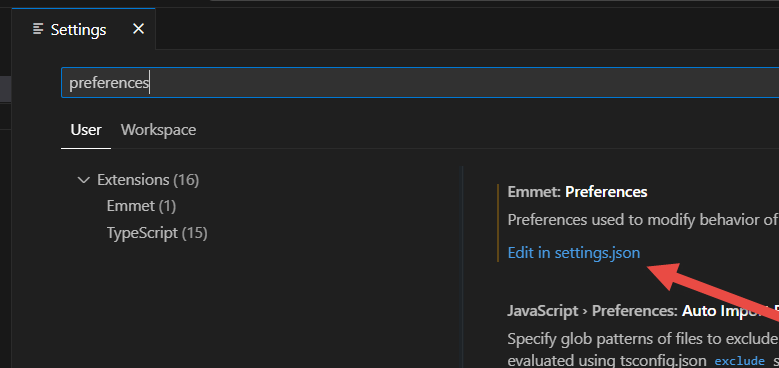 Settings
preferences
User Workspace
Extensions (16)
Emmet (1)
TypeScript (15)
Emmet: Preferences
Preferences used to modify behavior of
Edit in settings.json
JavaScript › Preferences: Auto Import
Specify glob patterns of files to exclude
evaluated using tsconfig.json exclude s